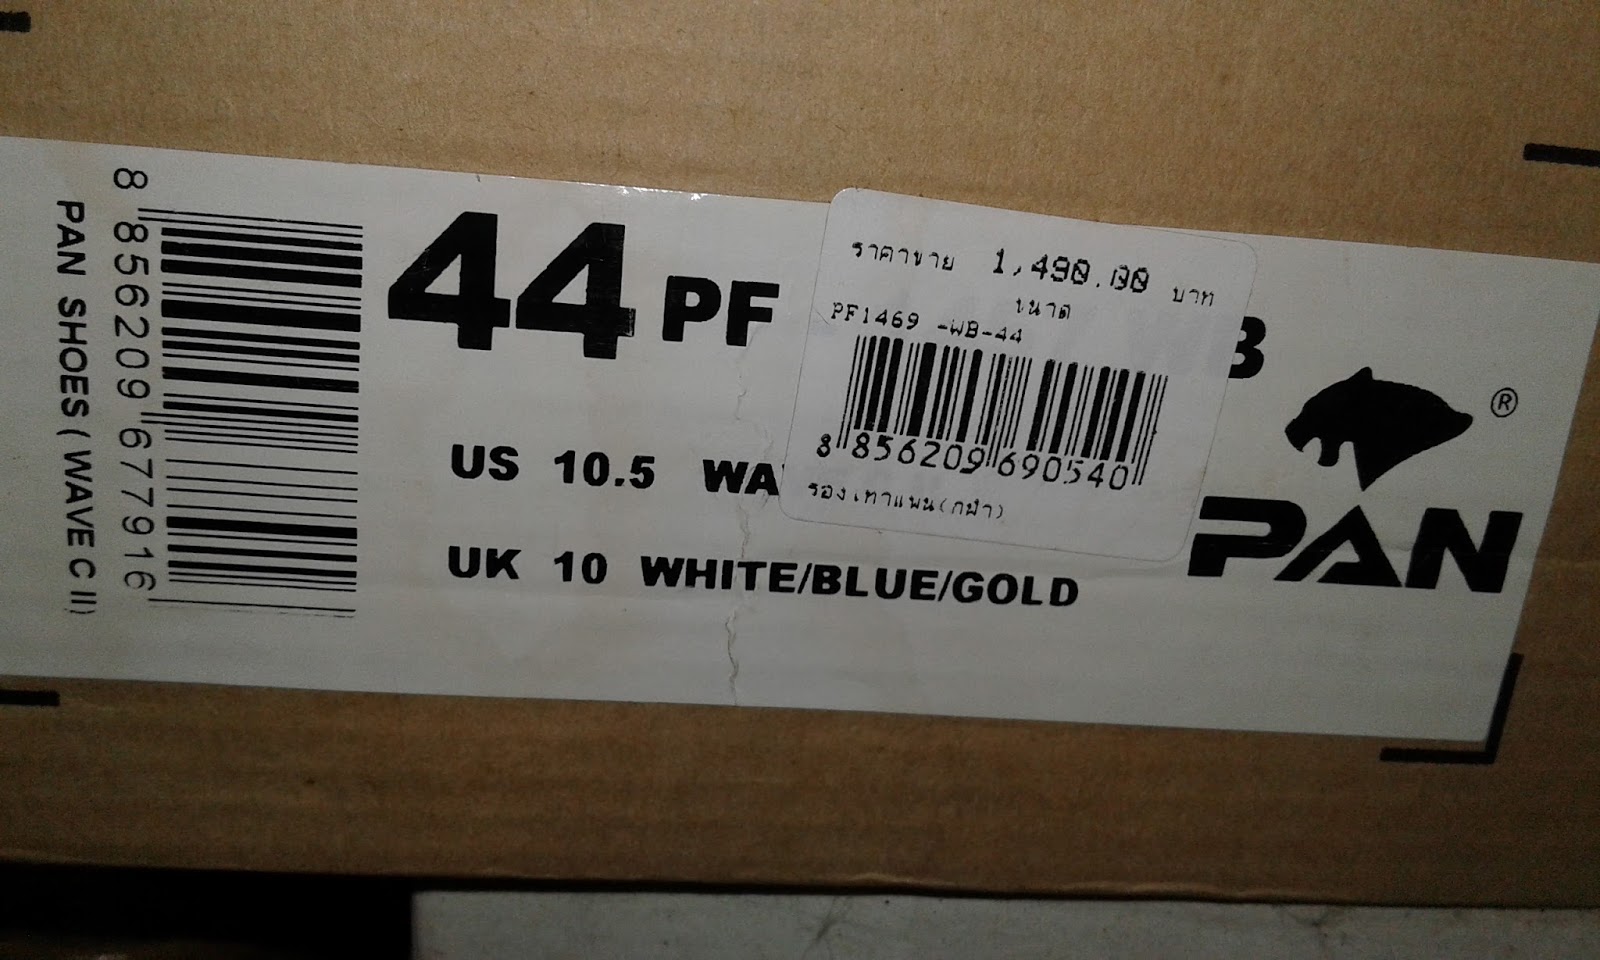 8 856209 677916
PAN SHOES (WAVE C II)
44 PF
US 10.5 WA
UK 10 WHITE/BLUE/GOLD
ราคาขาย 1,490.00 บาท
ขนาด
PF1469 -WB-44
8 856209 690540
รองเทาแพน(กฬา)
B
®
PAN